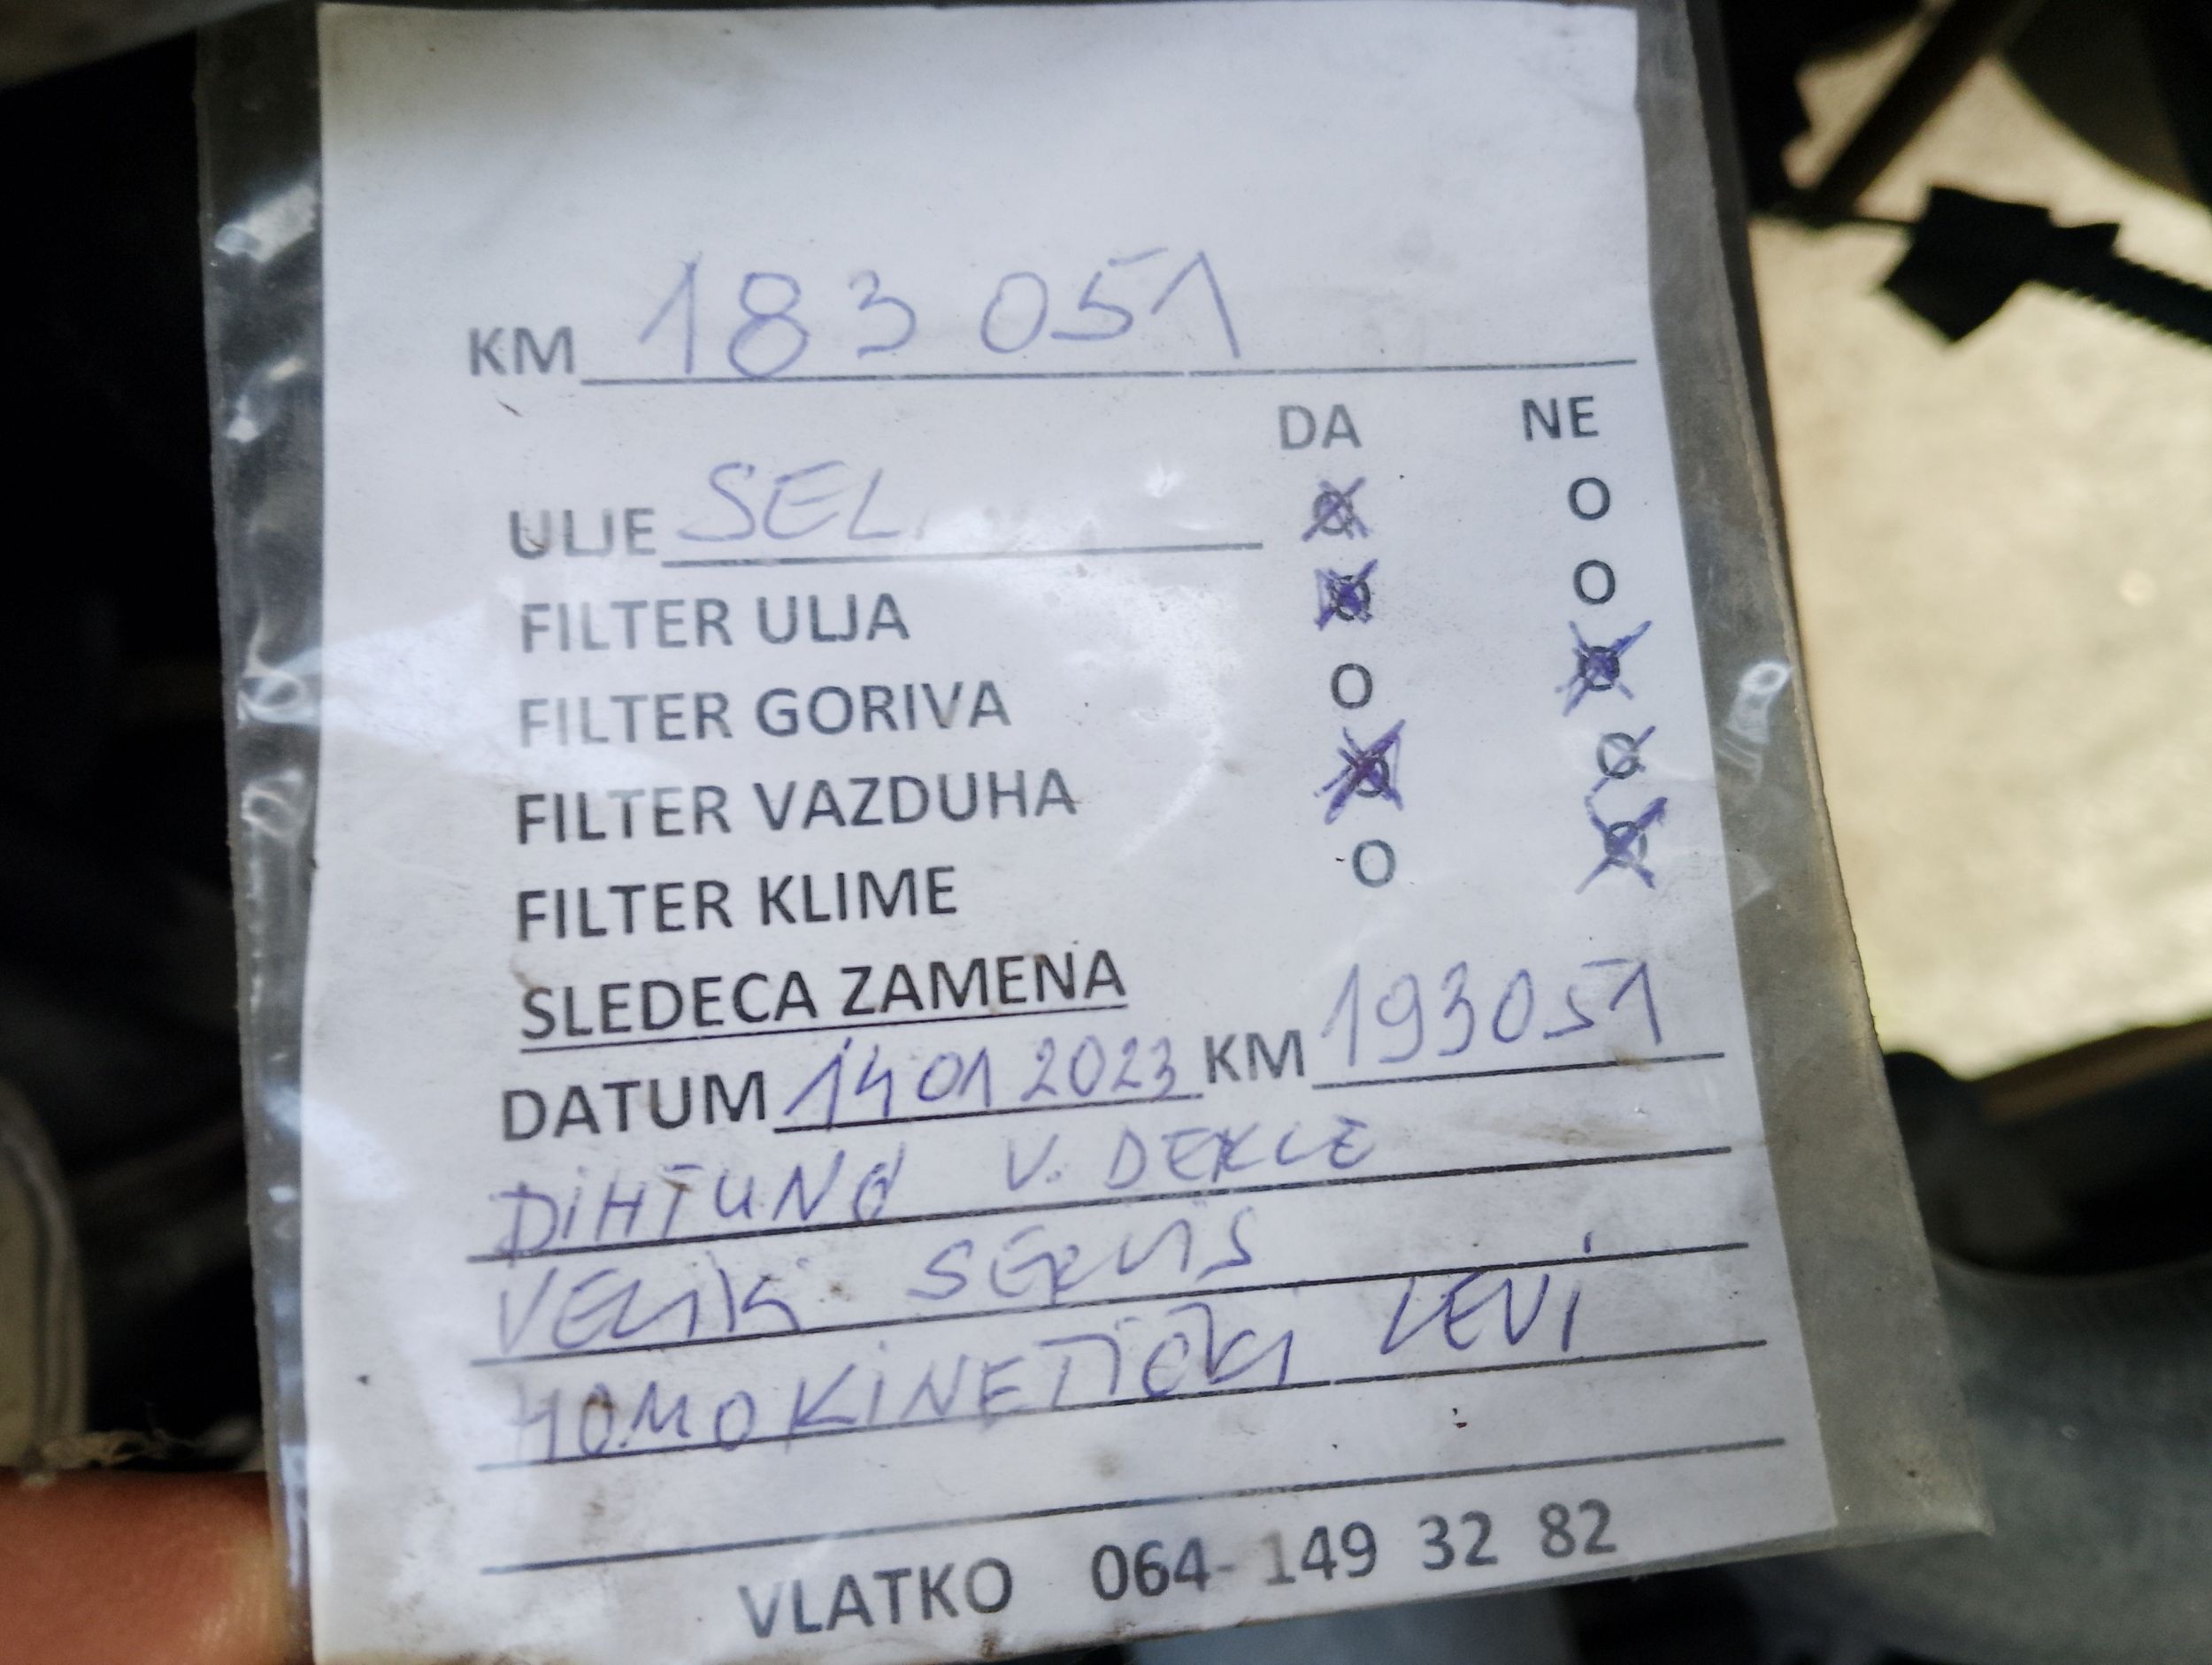 KM 183 051
DA NE
ULJE SEL.
FILTER ULJA
FILTER GORIVA
FILTER VAZDUHA
FILTER KLIME
SLEDECA ZAMENA
DATUM 14 01 2023 KM 193051
DIHTUNG V. DEKLE
VELIKI SERVIS
HOMOKINETIČKI LEVI
VLATKO 064- 149 32 82